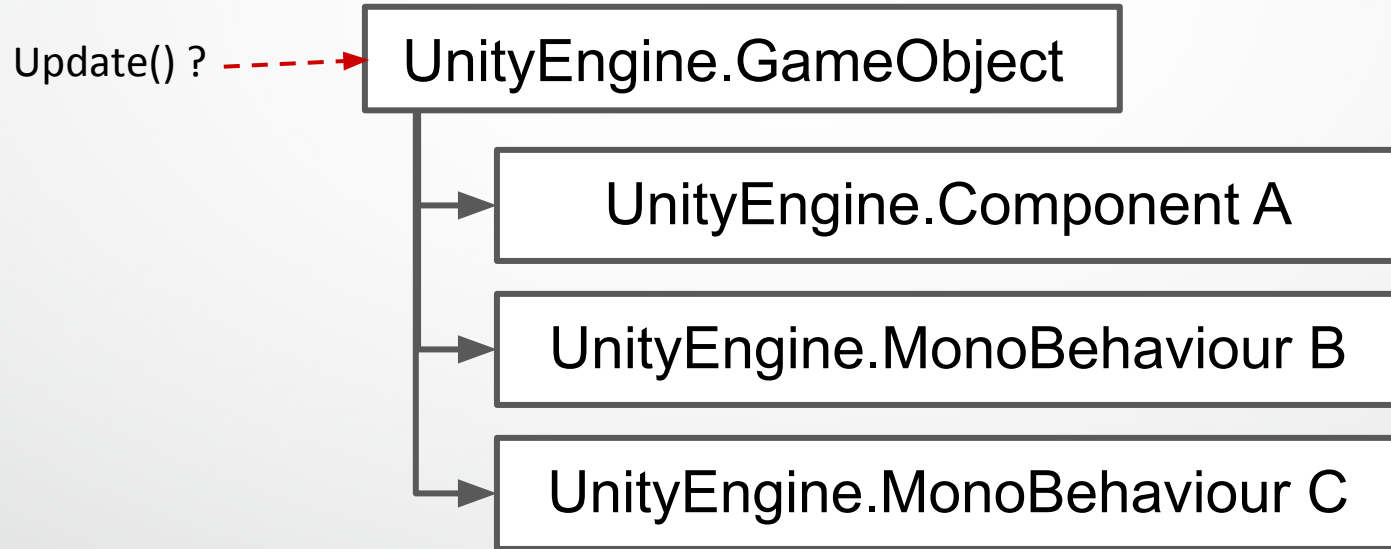 Update() ?
UnityEngine.GameObject
UnityEngine.Component A
UnityEngine.MonoBehaviour B
UnityEngine.MonoBehaviour C